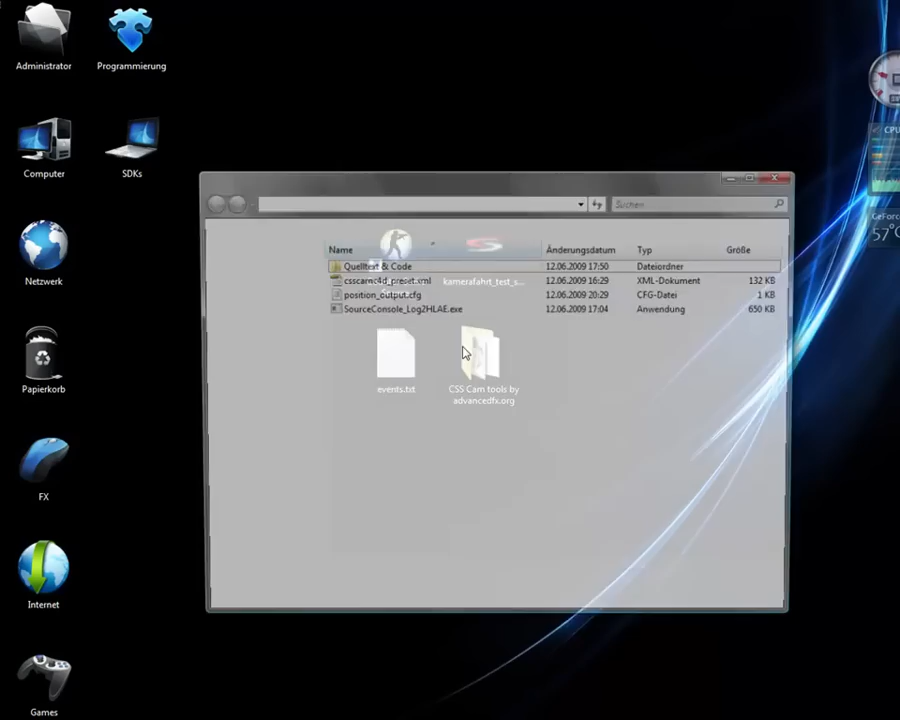 Administrator
Programmierung
Computer
SDKs
Netzwerk
Papierkorb
FX
Internet
Games
Suchen
Name
Änderungsdatum
Typ
Größe
Quelltext & Code
12.06.2009 17:50
Dateiordner
12.06.2009 16:29
XML-Dokument
132 KB
position_output.cfg
12.06.2009 20:29
CFG-Datei
1 KB
SourceConsole_Log2HLAE.exe
12.06.2009 17:04
Anwendung
650 KB
kamerafahrt_test_s...
events.txt
CSS Cam tools by
advancedfx.org
CPU
GeForce
57°C